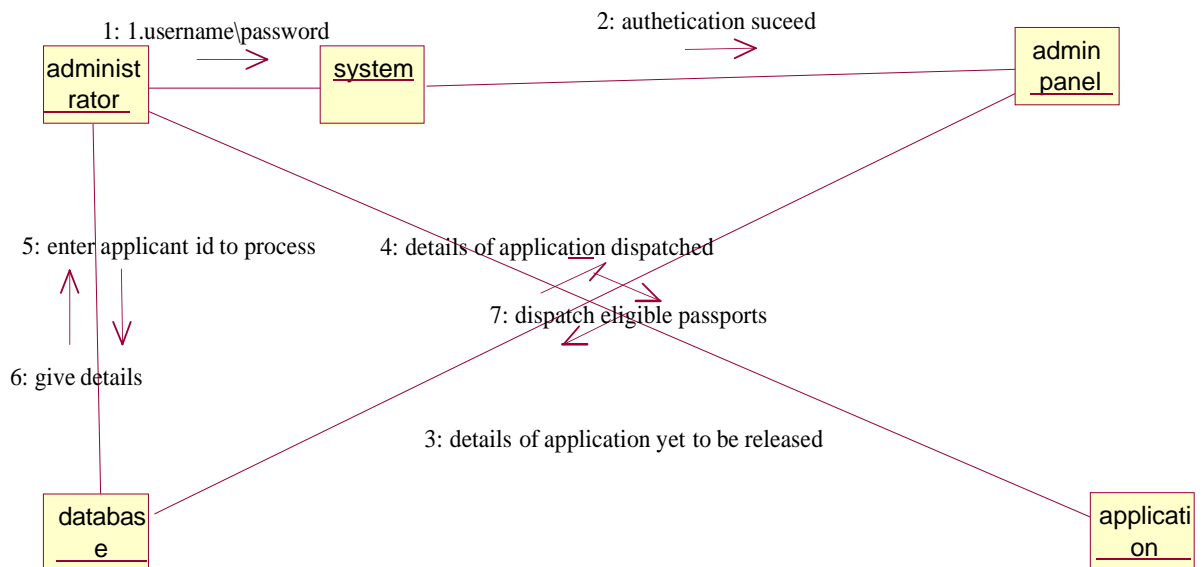 1: 1.username\password
2: authetication suceed
administ
rator
system
admin
panel
5: enter applicant id to process
4: details of application dispatched
7: dispatch eligible passports
6: give details
3: details of application yet to be released
databas
e
applicati
on